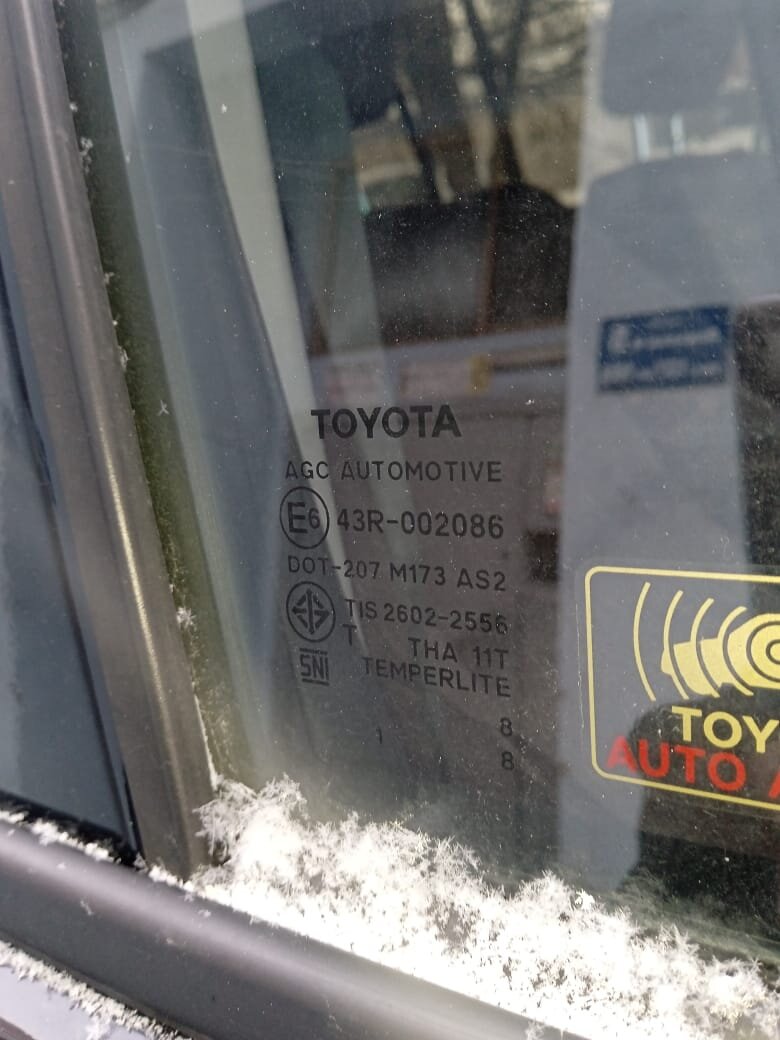 TOYOTA
AGC AUTOMOTIVE
E6 43R-002086
DOT-207 M173 AS2
TIS 2602-2556
T THA 11T
SNI TEMPERLITE
8
1 8
TOY
AUTO A